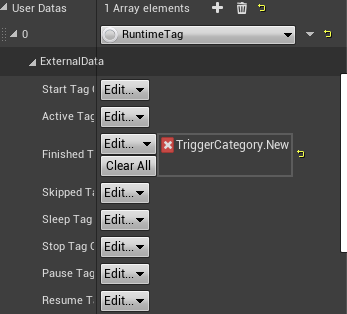 User Datas 1 Array elements
0 RuntimeTag
ExternalData
Start Tag Edit...
Active Tag Edit...
Finished T Edit... TriggerCategory.New
Clear All
Skipped Ta Edit...
Sleep Tag Edit...
Stop Tag Edit...
Pause Tag Edit...
Resume Ta Edit...